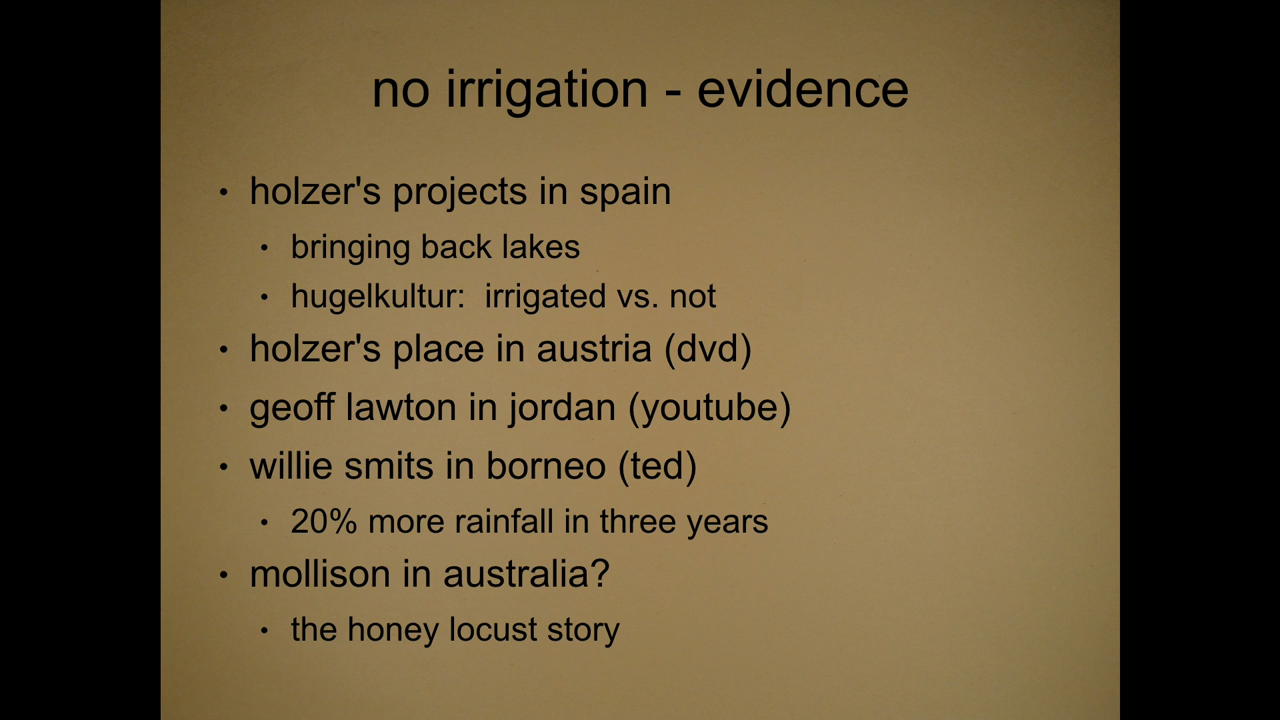 no irrigation - evidence
• holzer's projects in spain
• bringing back lakes
• hugelkultur:  irrigated vs. not
• holzer's place in austria (dvd)
• geoff lawton in jordan (youtube)
• willie smits in borneo (ted)
• 20% more rainfall in three years
• mollison in australia?
• the honey locust story